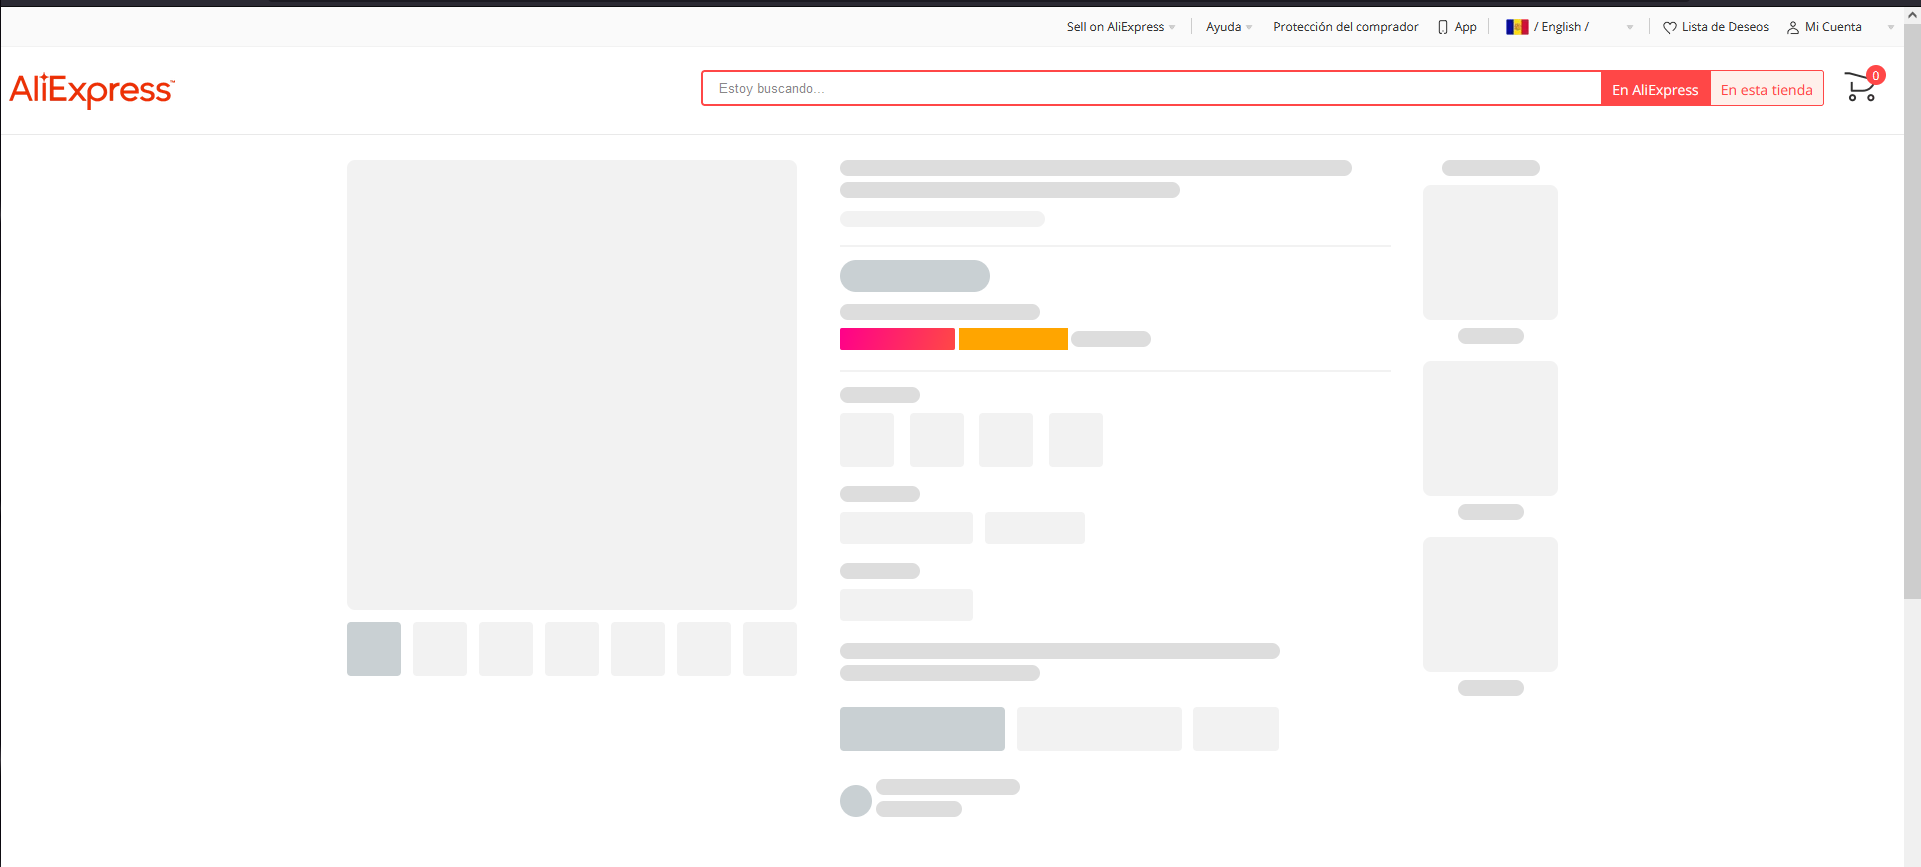 Sell on AliExpress Ayuda Protección del comprador App / English / Lista de Deseos Mi Cuenta
AliExpress™
Estoy buscando... En AliExpress En esta tienda 0